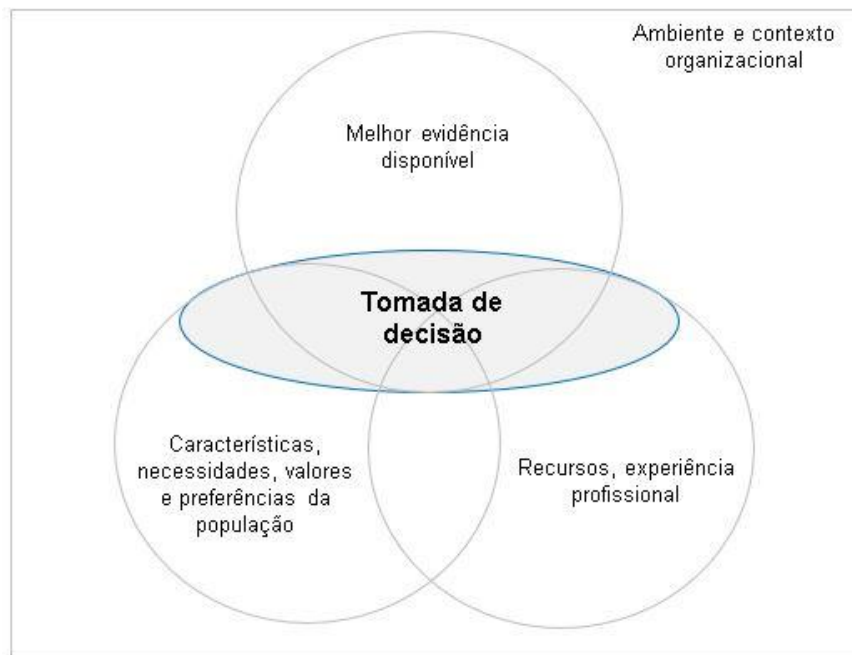 Ambiente e contexto
organizacional
Melhor evidência
disponível
Tomada de
decisão
Características,
necessidades, valores
e preferências da
população
Recursos, experiência
profissional